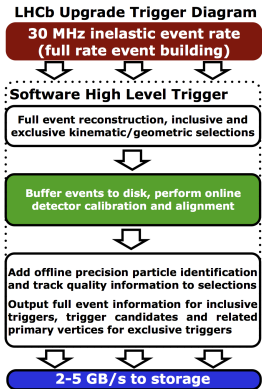 LHCb Upgrade Trigger Diagram
30 MHz inelastic event rate
(full rate event building)
Software High Level Trigger
Full event reconstruction, inclusive and
exclusive kinematic/geometric selections
Buffer events to disk, perform online
detector calibration and alignment
Add offline precision particle identification
and track quality information to selections
Output full event information for inclusive
triggers, trigger candidates and related
primary vertices for exclusive triggers
2-5 GB/s to storage